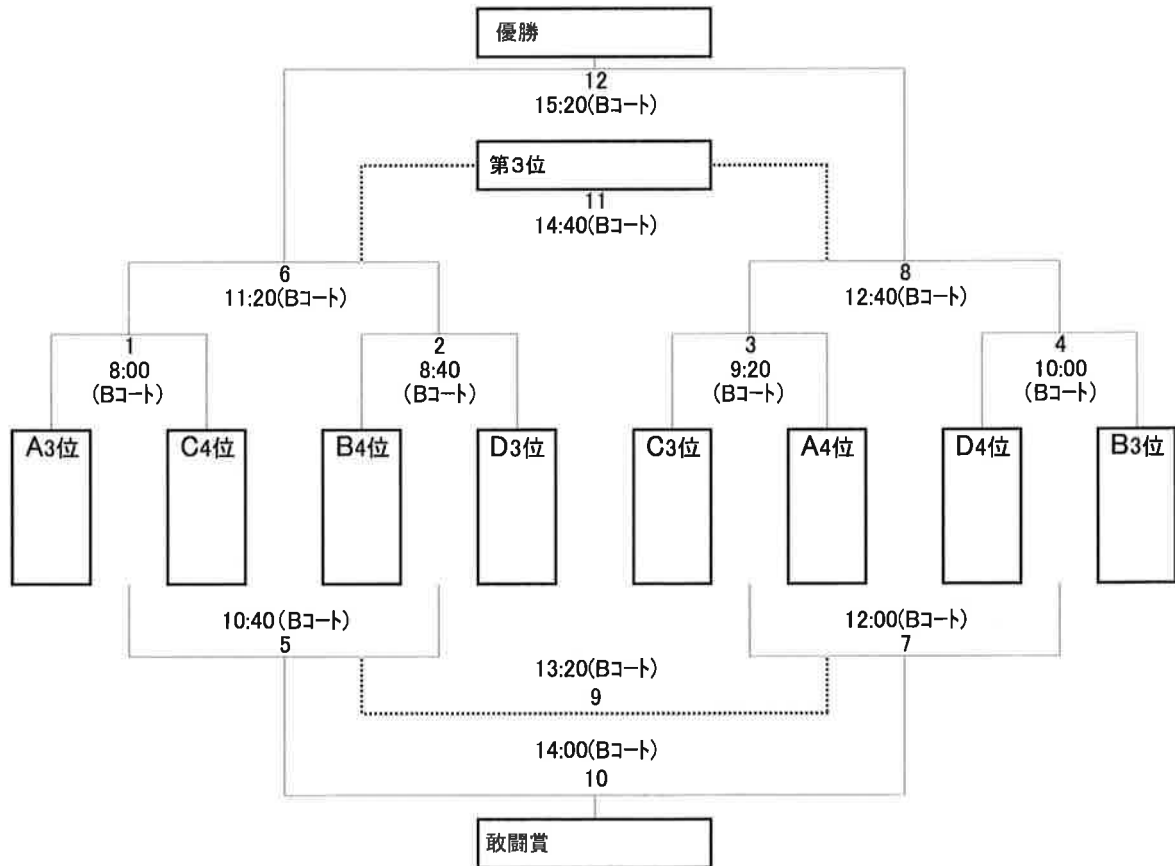 優勝
12
15:20(Bコート)
第3位
11
14:40(Bコート)
6
11:20(Bコート)
8
12:40(Bコート)
1
8:00
(Bコート)
2
8:40
(Bコート)
3
9:20
(Bコート)
4
10:00
(Bコート)
A3位
C4位
B4位
D3位
C3位
A4位
D4位
B3位
10:40(Bコート)
5
12:00(Bコート)
7
13:20(Bコート)
9
14:00(Bコート)
10
敢闘賞